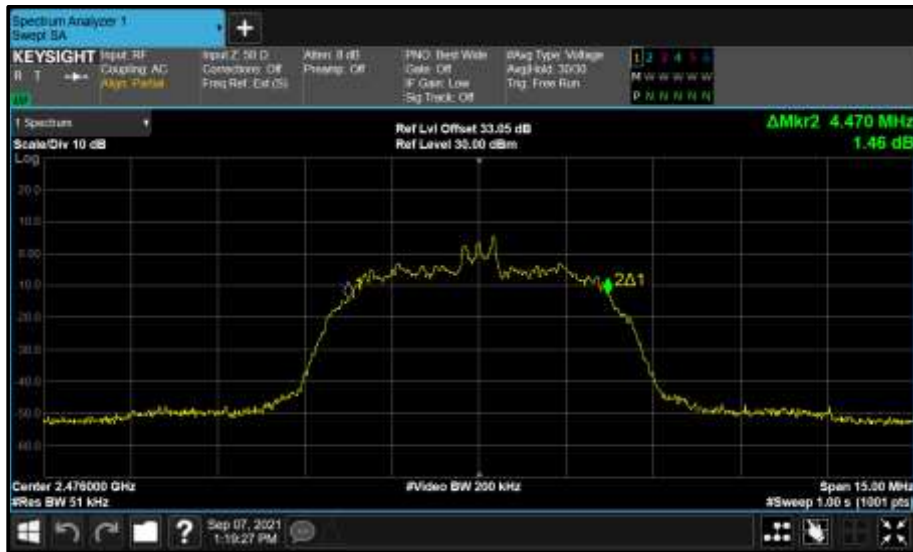 Spectrum Analyzer 1
Swept SA
+
KEYSIGHT Input: RF
Coupling: AC
Align: Partial
R T
Input Z: 50 Ω
Corrections: Off
Freq Ref: Ext (S)
Atten: 8 dB
Preamp: Off
PNO: Best Wide
Gate: Off
IF Gain: Low
Sig Track: Off
#Avg Type: Voltage
Avg|Hold: 30/30
Trig: Free Run
1 2 3 4 5 6
M W W W W W
P N N N N N
1 Spectrum
Scale/Div 10 dB
Ref Lvl Offset 33.05 dB
Ref Level 30.00 dBm
ΔMkr2 4.470 MHz
1.46 dB
Log
20.0
10.0
0.00
-10.0
-20.0
-30.0
-40.0
-50.0
-60.0
2Δ1
Center 2.476000 GHz
#Res BW 51 kHz
#Video BW 200 kHz
Span 15.00 MHz
#Sweep 1.00 s (1001 pts)
?
Sep 07, 2021
1:19:27 PM